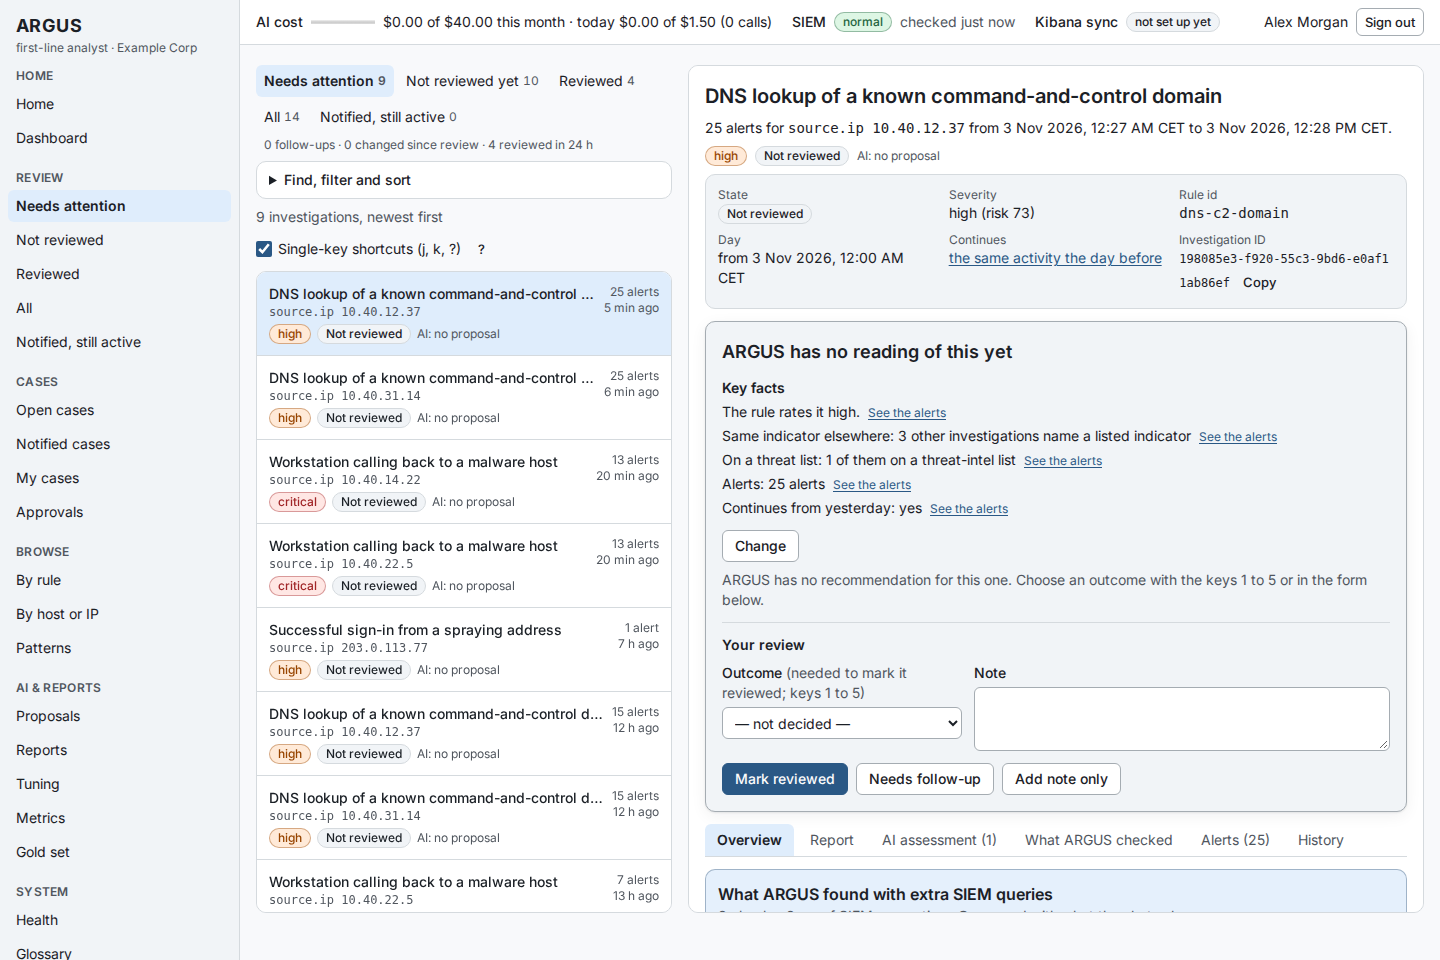 ARGUS
first-line analyst · Example Corp
HOME
Home
Dashboard
REVIEW
Needs attention
Not reviewed
Reviewed
All
Notified, still active
CASES
Open cases
Notified cases
My cases
Approvals
BROWSE
By rule
By host or IP
Patterns
AI & REPORTS
Proposals
Reports
Tuning
Metrics
Gold set
SYSTEM
Health
Glossary
AI cost $0.00 of $40.00 this month · today $0.00 of $1.50 (0 calls) SIEM normal checked just now Kibana sync not set up yet Alex Morgan Sign out
Needs attention 9 Not reviewed yet 10 Reviewed 4
All 14 Notified, still active 0
0 follow-ups · 0 changed since review · 4 reviewed in 24 h
Find, filter and sort
9 investigations, newest first
Single-key shortcuts (j, k, ?) ?
DNS lookup of a known command-and-control ... 25 alerts
source.ip 10.40.12.37 5 min ago
high Not reviewed AI: no proposal
DNS lookup of a known command-and-control ... 25 alerts
source.ip 10.40.31.14 6 min ago
high Not reviewed AI: no proposal
Workstation calling back to a malware host 13 alerts
source.ip 10.40.14.22 20 min ago
critical Not reviewed AI: no proposal
Workstation calling back to a malware host 13 alerts
source.ip 10.40.22.5 20 min ago
critical Not reviewed AI: no proposal
Successful sign-in from a spraying address 1 alert
source.ip 203.0.113.77 7 h ago
high Not reviewed AI: no proposal
DNS lookup of a known command-and-control d... 15 alerts
source.ip 10.40.12.37 12 h ago
high Not reviewed AI: no proposal
DNS lookup of a known command-and-control d... 15 alerts
source.ip 10.40.31.14 12 h ago
high Not reviewed AI: no proposal
Workstation calling back to a malware host 7 alerts
source.ip 10.40.22.5 13 h ago
DNS lookup of a known command-and-control domain
25 alerts for source.ip 10.40.12.37 from 3 Nov 2026, 12:27 AM CET to 3 Nov 2026, 12:28 PM CET.
high Not reviewed AI: no proposal
State Severity Rule id
Not reviewed high (risk 73) dns-c2-domain
Day Continues Investigation ID
from 3 Nov 2026, 12:00 AM the same activity the day before 198085e3-f920-55c3-9bd6-e0af1
CET 1ab86ef Copy
ARGUS has no reading of this yet
Key facts
The rule rates it high. See the alerts
Same indicator elsewhere: 3 other investigations name a listed indicator See the alerts
On a threat list: 1 of them on a threat-intel list See the alerts
Alerts: 25 alerts See the alerts
Continues from yesterday: yes See the alerts
Change
ARGUS has no recommendation for this one. Choose an outcome with the keys 1 to 5 or in the form
below.
Your review
Outcome (needed to mark it Note
reviewed; keys 1 to 5)
— not decided —
Mark reviewed Needs follow-up Add note only
Overview Report AI assessment (1) What ARGUS checked Alerts (25) History
What ARGUS found with extra SIEM queries